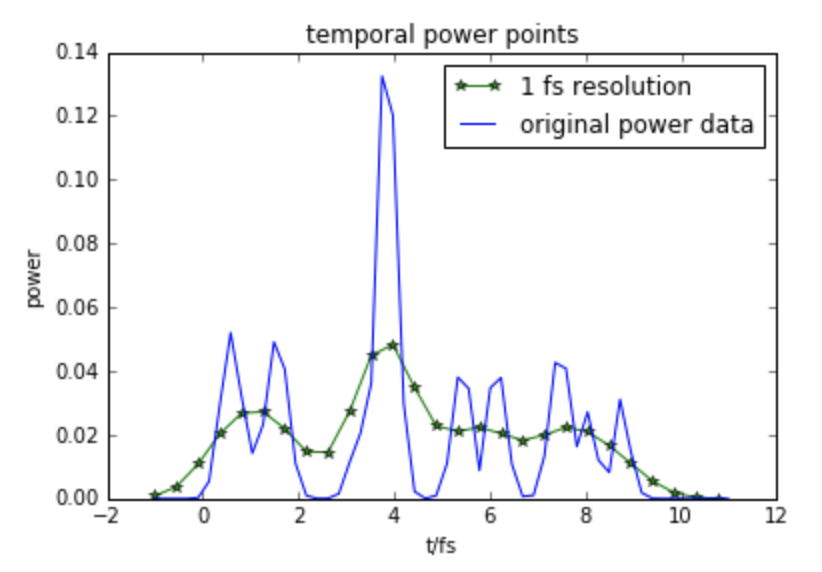 temporal power points
0.14
0.12
0.10
0.08
0.06
0.04
0.02
0.00
power
1 fs resolution
original power data
−2 0 2 4 6 8 10 12
t/fs